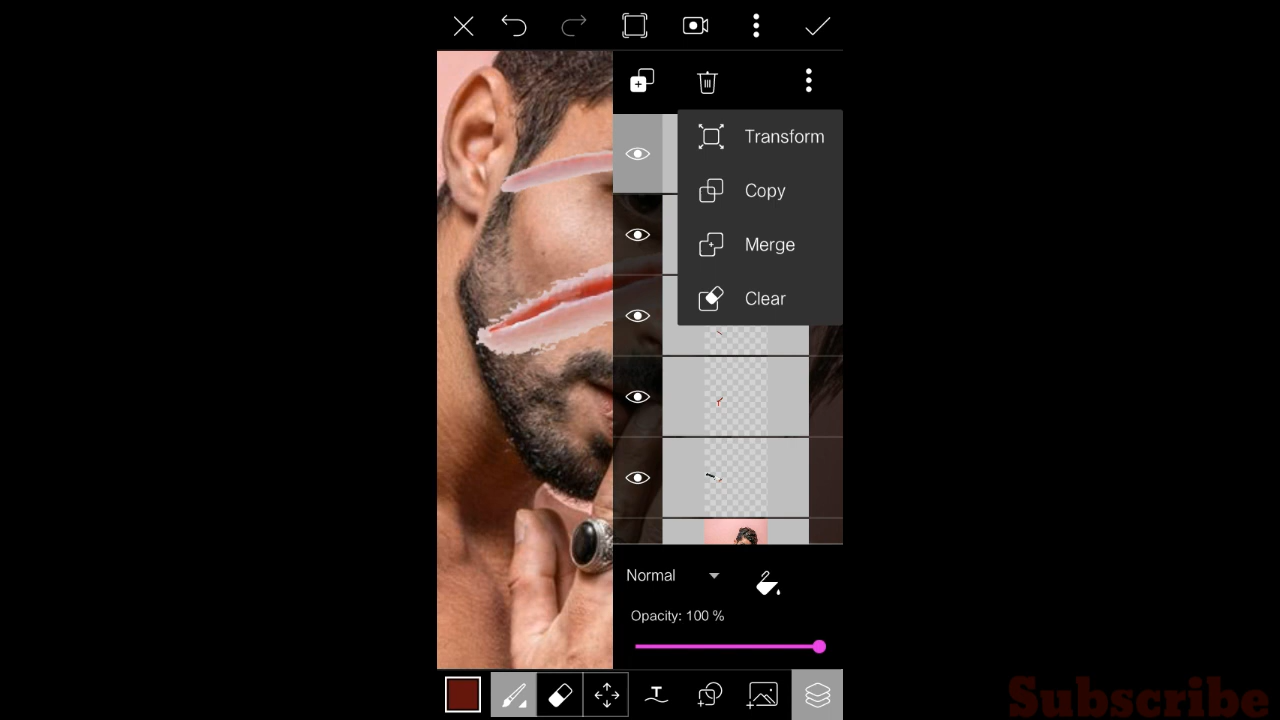 Transform
Copy
Merge
Clear
Normal
Opacity: 100 %
T
Subscribe